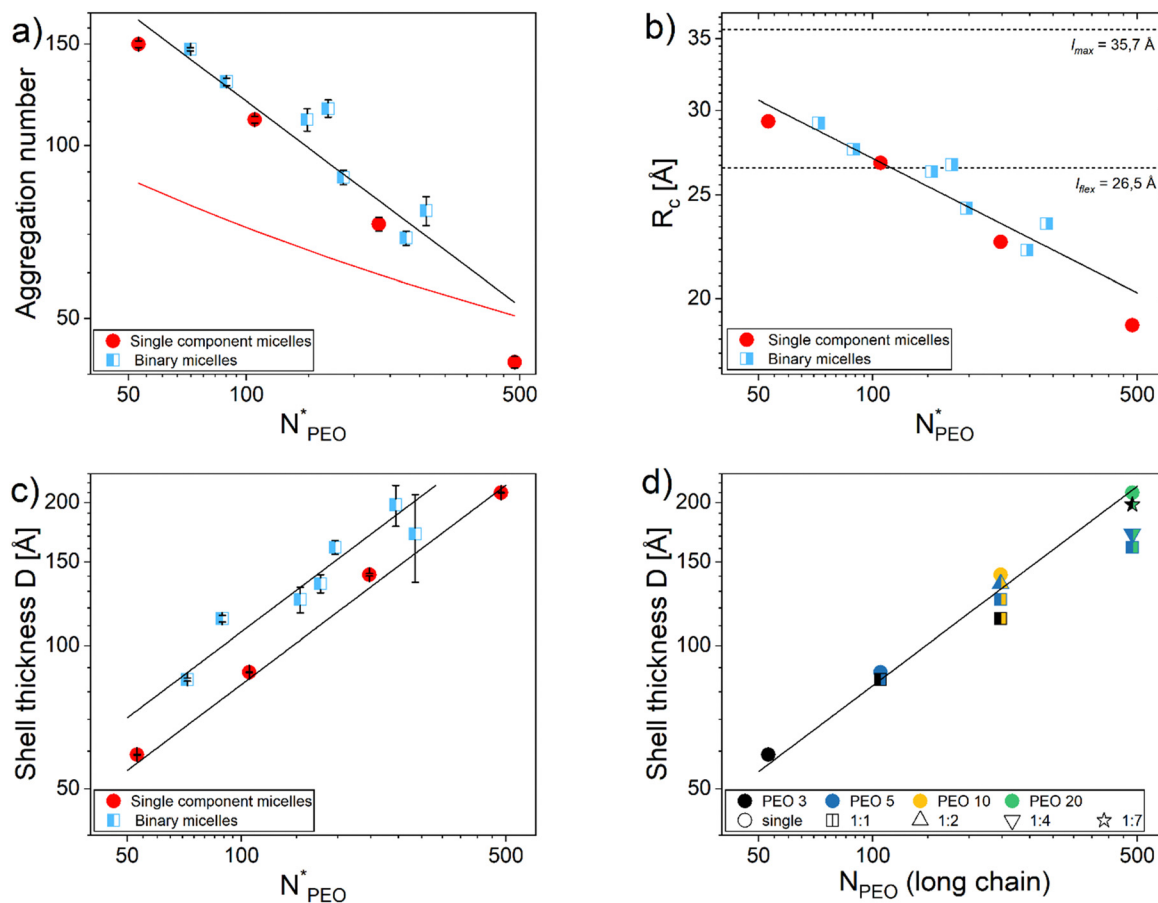 a)
150
100
50
Aggregation number
Single component micelles
Binary micelles
50
100
500
N*PEO
b)
35
30
25
20
Rc [Å]
lmax = 35,7 Å
lflex = 26,5 Å
Single component micelles
Binary micelles
50
100
500
N*PEO
c)
200
150
100
50
Shell thickness D [Å]
Single component micelles
Binary micelles
50
100
500
N*PEO
d)
200
150
100
50
Shell thickness D [Å]
PEO 3 PEO 5 PEO 10 PEO 20
single 1:1 1:2 1:4 1:7
50
100
500
NPEO (long chain)